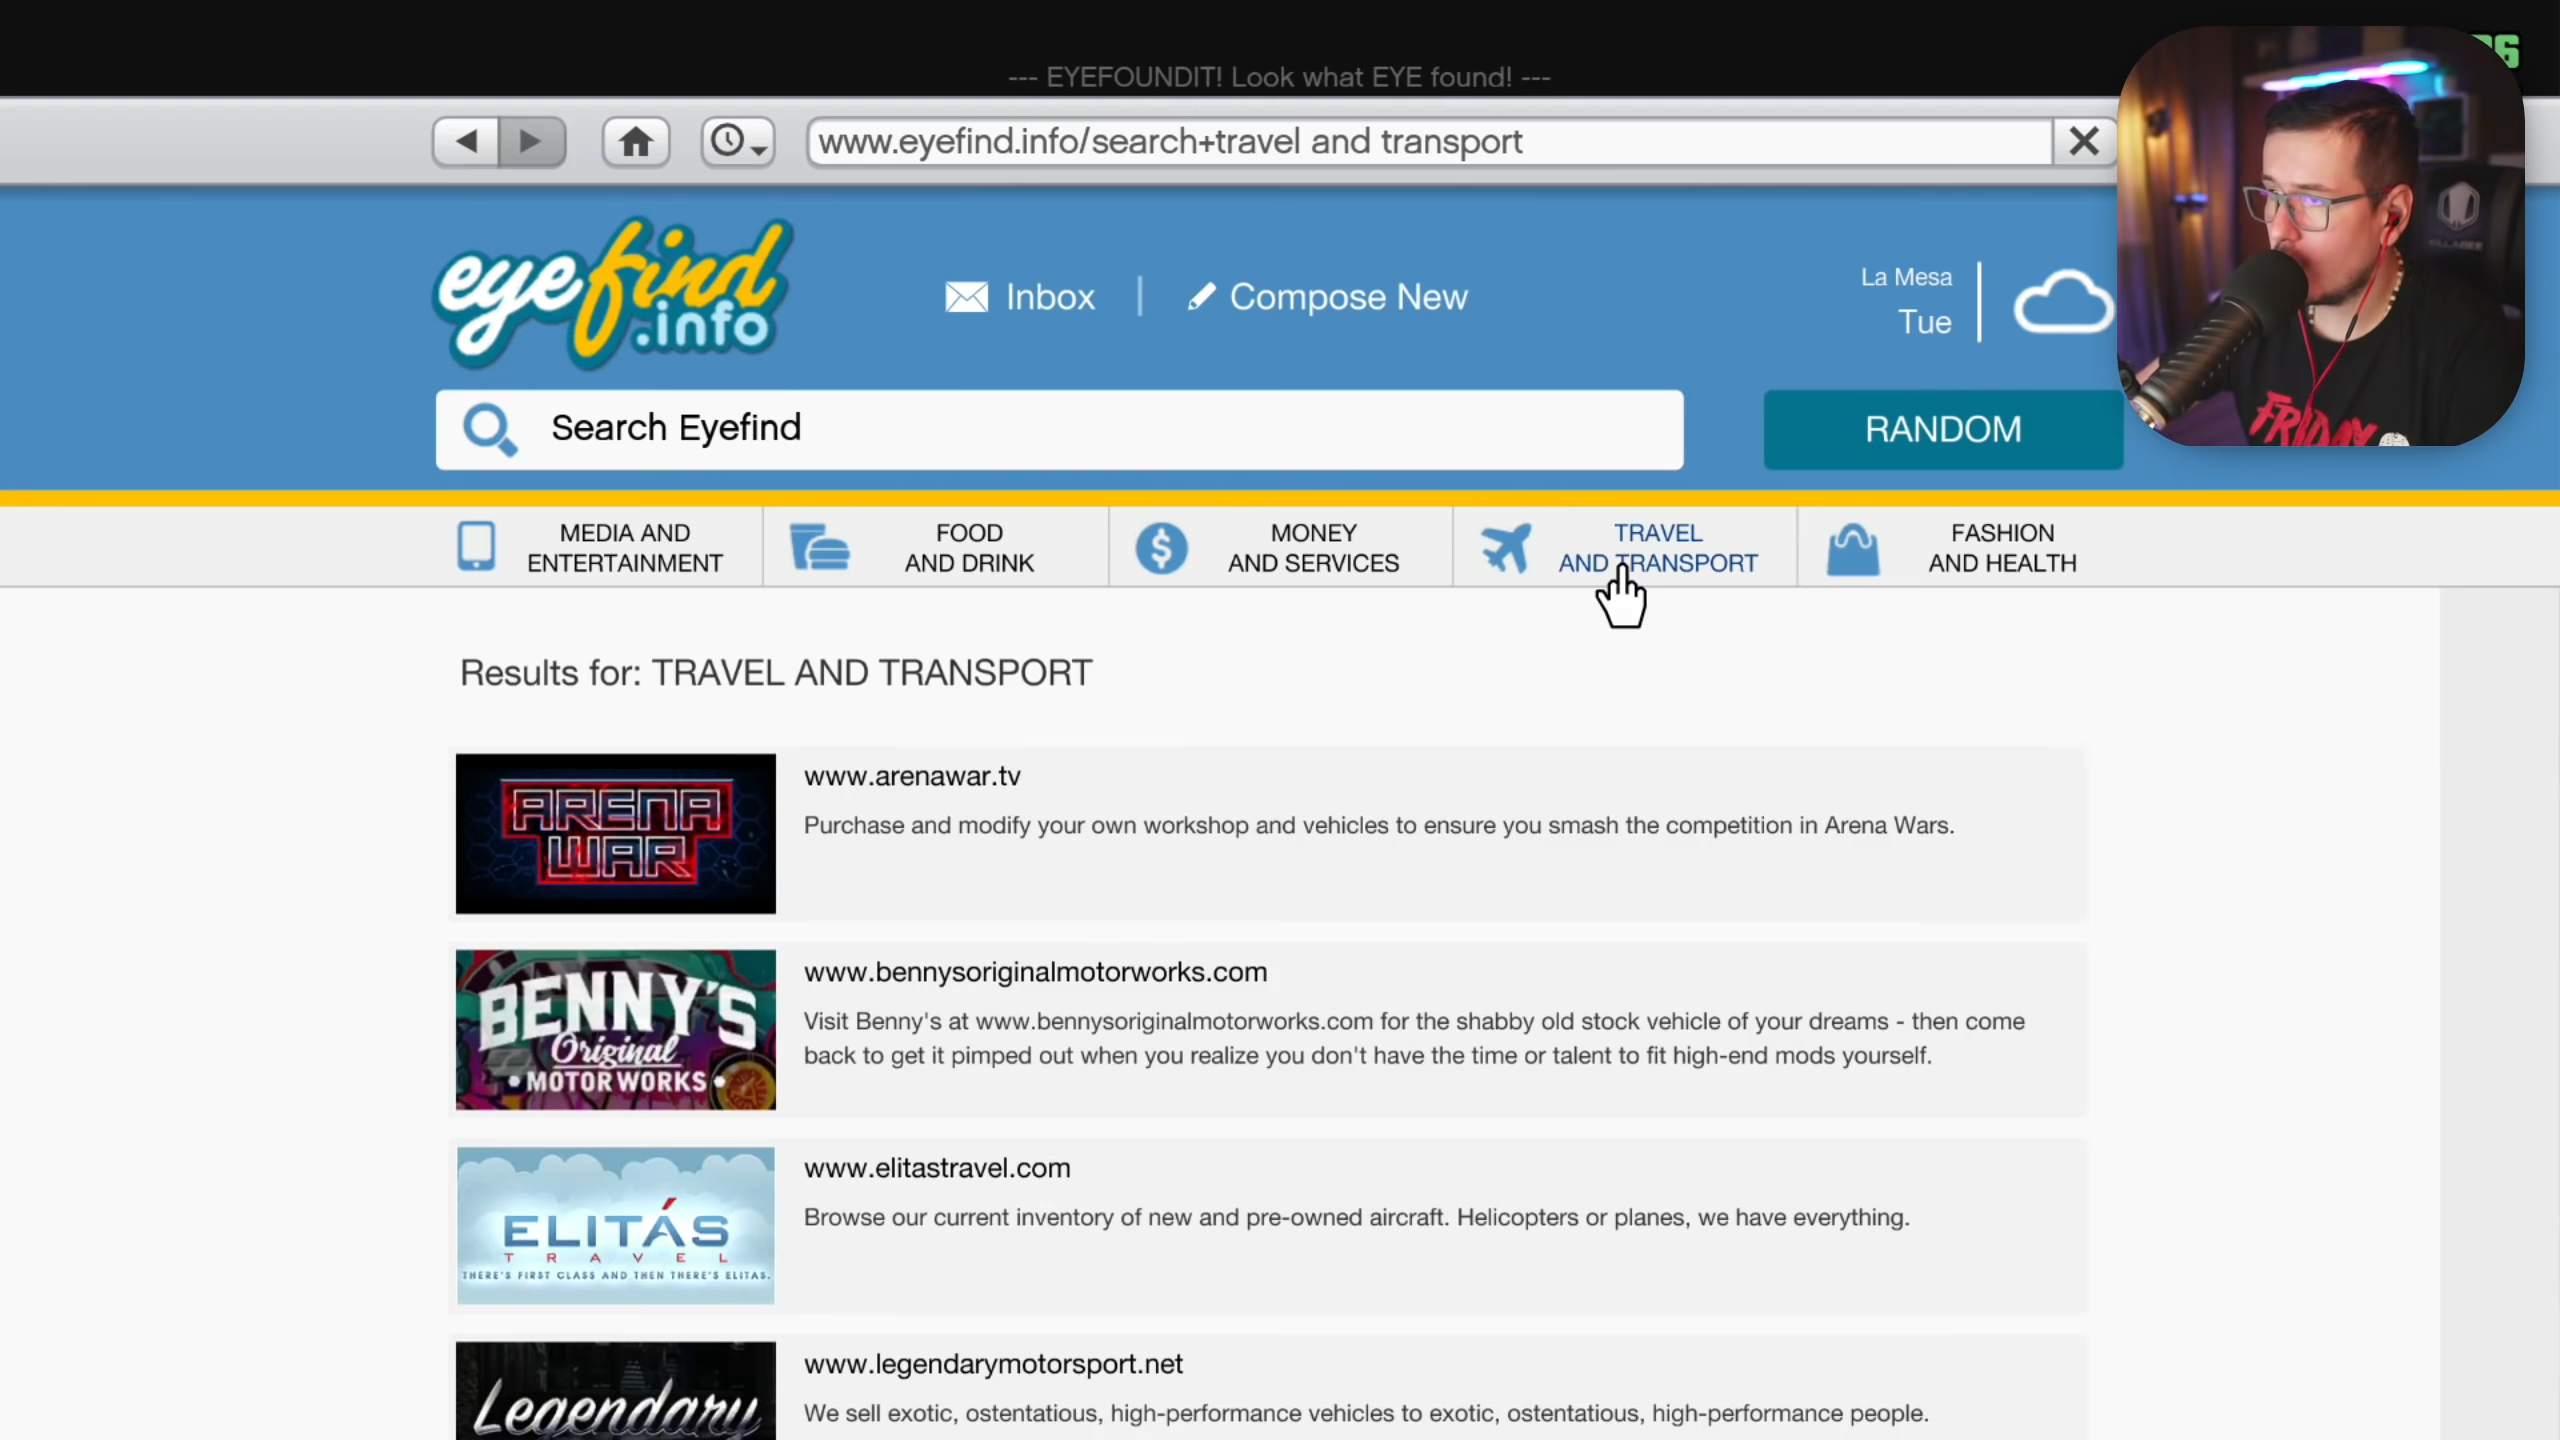 --- EYEFOUNDIT! Look what EYE found! ---
www.eyefind.info/search+travel and transport
eyefind
.info
Inbox
Compose New
La Mesa
Tue
Search Eyefind
RANDOM
MEDIA AND
ENTERTAINMENT
FOOD
AND DRINK
MONEY
AND SERVICES
TRAVEL
AND TRANSPORT
FASHION
AND HEALTH
Results for: TRAVEL AND TRANSPORT
ARENA
WAR
www.arenawar.tv
Purchase and modify your own workshop and vehicles to ensure you smash the competition in Arena Wars.
BENNY'S
Original
MOTOR WORKS
www.bennysoriginalmotorworks.com
Visit Benny's at www.bennysoriginalmotorworks.com for the shabby old stock vehicle of your dreams - then come
back to get it pimped out when you realize you don't have the time or talent to fit high-end mods yourself.
ELITÁS
TRAVEL
THERE'S FIRST CLASS AND THEN THERE'S ELITAS.
www.elitastravel.com
Browse our current inventory of new and pre-owned aircraft. Helicopters or planes, we have everything.
Legendary
www.legendarymotorsport.net
We sell exotic, ostentatious, high-performance vehicles to exotic, ostentatious, high-performance people.
FRIDAY